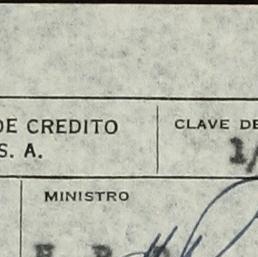 DE CREDITO
S. A.
CLAVE DE
1/
MINISTRO